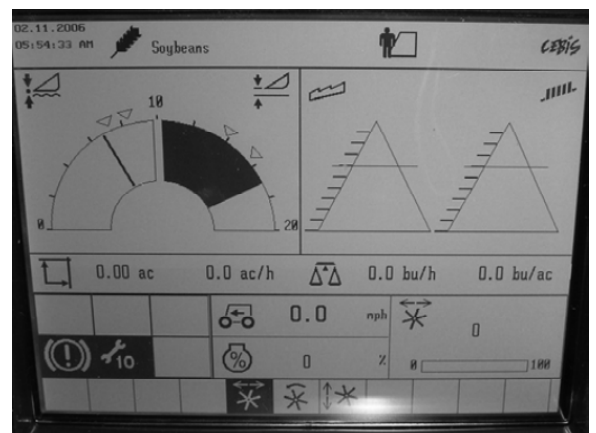 02.11.2006
05:54:33 AM
Soybeans
CEBIS
10
0
20
0.00 ac
0.0 ac/h
0.0 bu/h
0.0 bu/ac
0.0 mph
0
10
% 0 %
0 100